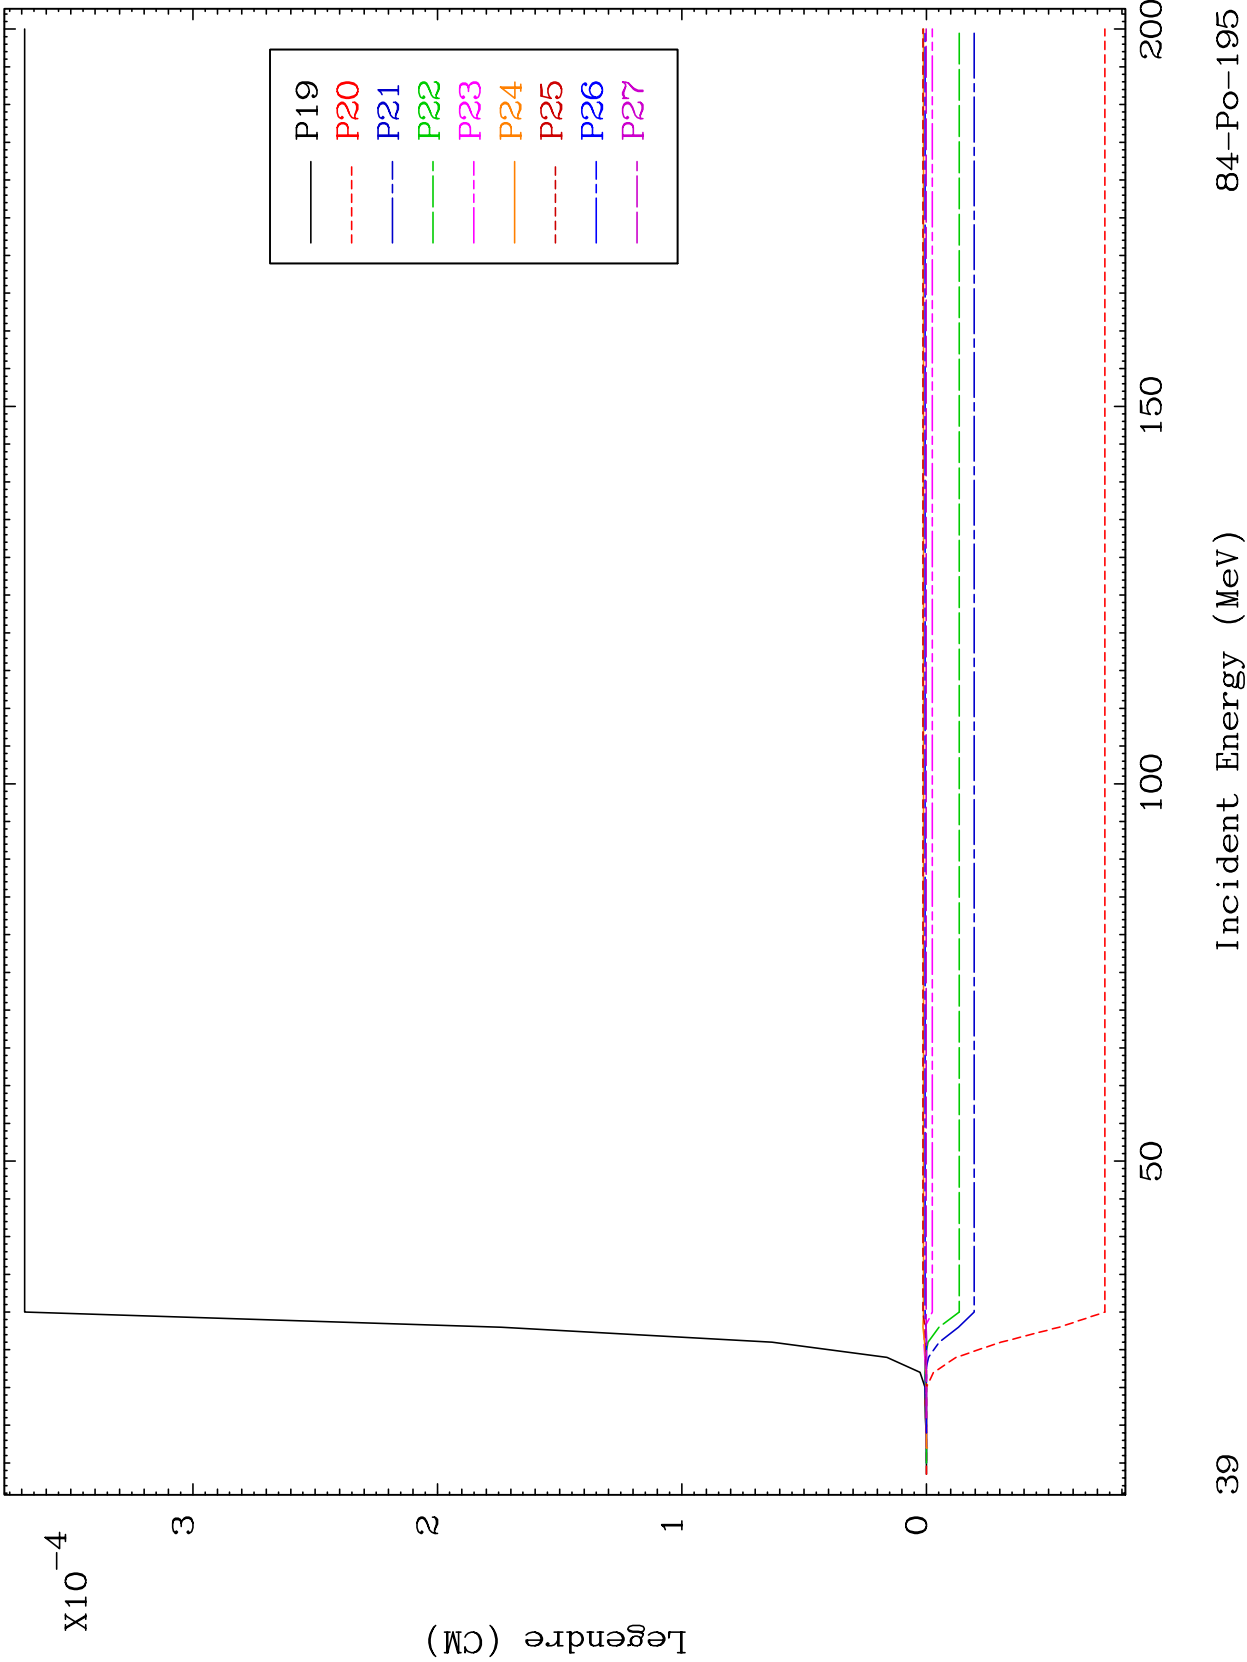 X10-4
3
2
1
0
Legendre (CM)
P19
P20
P21
P22
P23
P24
P25
P26
P27
50
100
150
200
Incident Energy (MeV)
39
84-Po-195